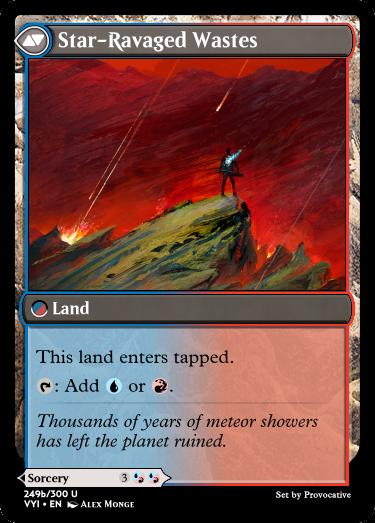 Star-Ravaged Wastes
Land
This land enters tapped.
: Add or .
Thousands of years of meteor showers
has left the planet ruined.
Sorcery 3
249b/300 U
VYI • EN Alex Monge
Set by Provocative